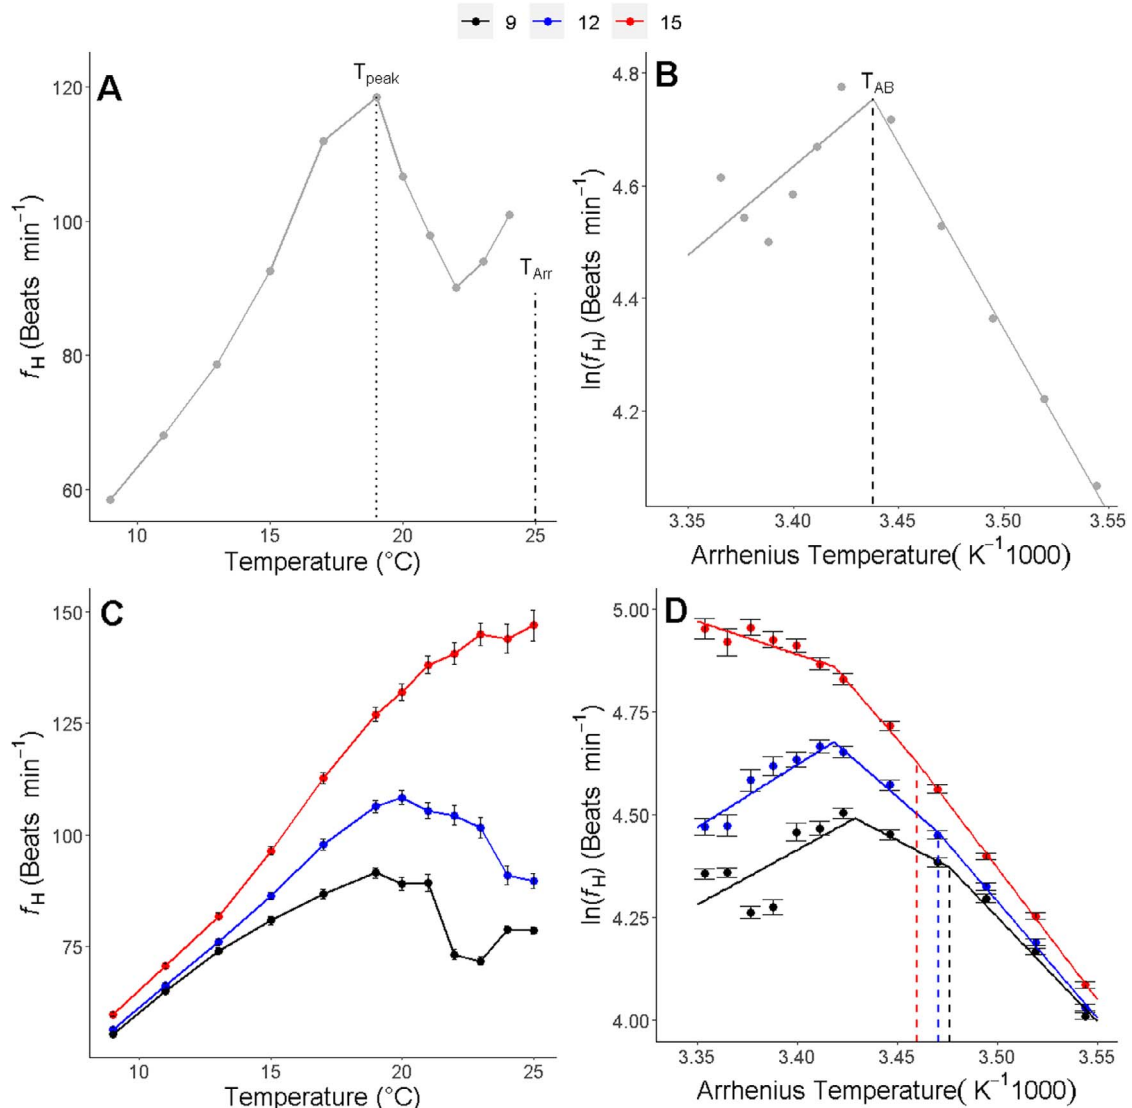 9 12 15
A
T_peak
T_Arr
120
100
80
60
f_H (Beats min⁻¹)
10 15 20 25
Temperature (°C)
B
T_AB
4.8
4.6
4.4
4.2
ln(f_H) (Beats min⁻¹)
3.35 3.40 3.45 3.50 3.55
Arrhenius Temperature( K⁻¹1000)
C
150
125
100
75
f_H (Beats min⁻¹)
10 15 20 25
Temperature (°C)
D
5.00
4.75
4.50
4.25
4.00
ln(f_H) (Beats min⁻¹)
3.35 3.40 3.45 3.50 3.55
Arrhenius Temperature( K⁻¹1000)